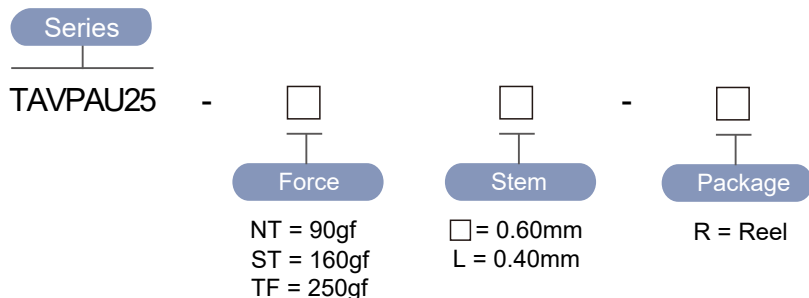 Series
TAVPAU25 - □ □ - □
Force Stem Package
NT = 90gf □ = 0.60mm R = Reel
ST = 160gf L = 0.40mm
TF = 250gf